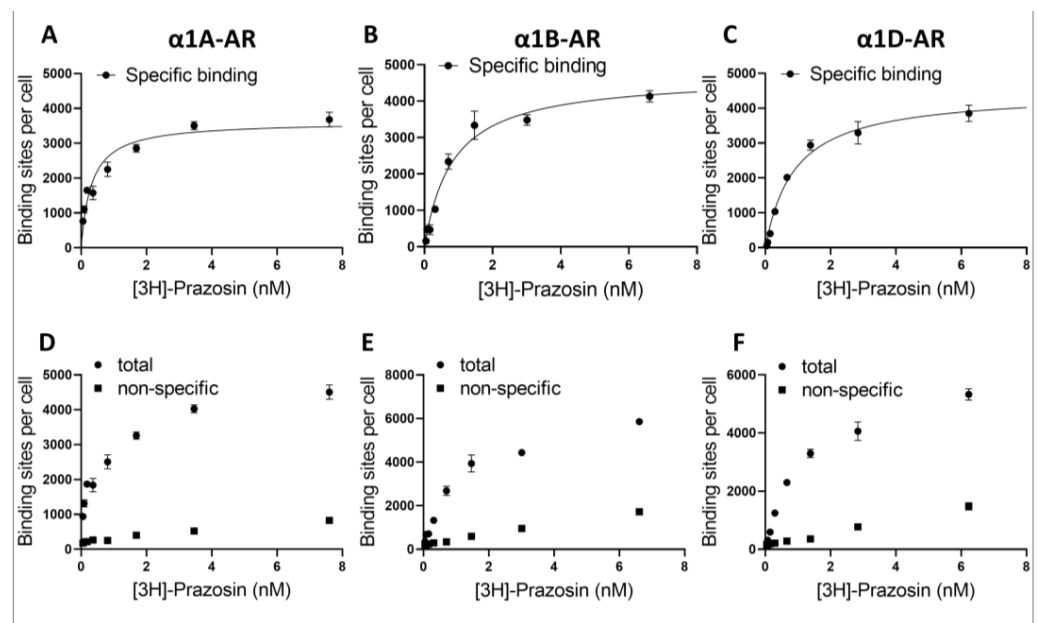 A α1A-AR
Specific binding
Binding sites per cell
5000
4000
3000
2000
1000
0
0 2 4 6 8
[3H]-Prazosin (nM)
B α1B-AR
Specific binding
Binding sites per cell
5000
4000
3000
2000
1000
0
0 2 4 6 8
[3H]-Prazosin (nM)
C α1D-AR
Specific binding
Binding sites per cell
5000
4000
3000
2000
1000
0
0 2 4 6 8
[3H]-Prazosin (nM)
D
total
non-specific
Binding sites per cell
5000
4000
3000
2000
1000
0
0 2 4 6 8
[3H]-Prazosin (nM)
E
total
non-specific
Binding sites per cell
8000
6000
4000
2000
0
0 2 4 6 8
[3H]-Prazosin (nM)
F
total
non-specific
Binding sites per cell
6000
4000
2000
0
0 2 4 6 8
[3H]-Prazosin (nM)